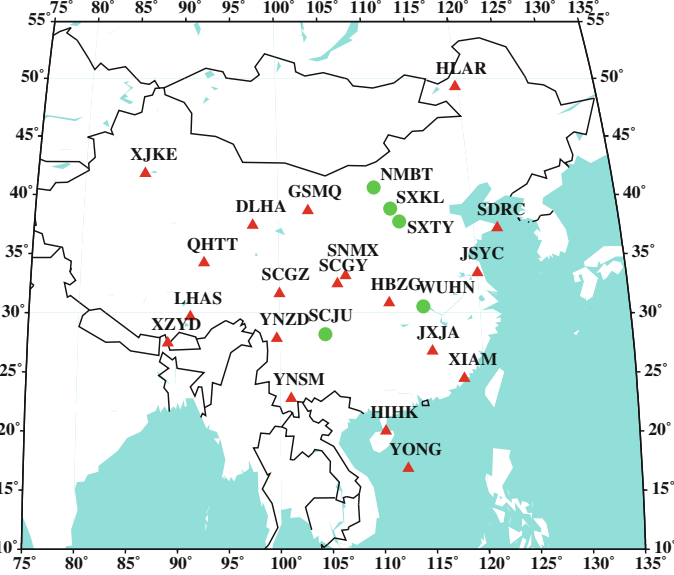 75 80 85 90 95 100 105 110 115 120 125 130 135
55° 55°
HLAR
50° 50°
45° 45°
XJKE
NMBT
40° GSMQ SXKL 40°
DLHA SDRC
SXTY
QHTT SNMX JSYC
35° SCGY 35°
SCGZ HBZG WUHN
LHAS
30° XZYD YNZD SCJU 30°
JXJA
XIAM
25° YNSM 25°
HIHK
20° 20°
YONG
15° 15°
10° 10°
75 80 85 90 95 100 105 110 115 120 125 130 135